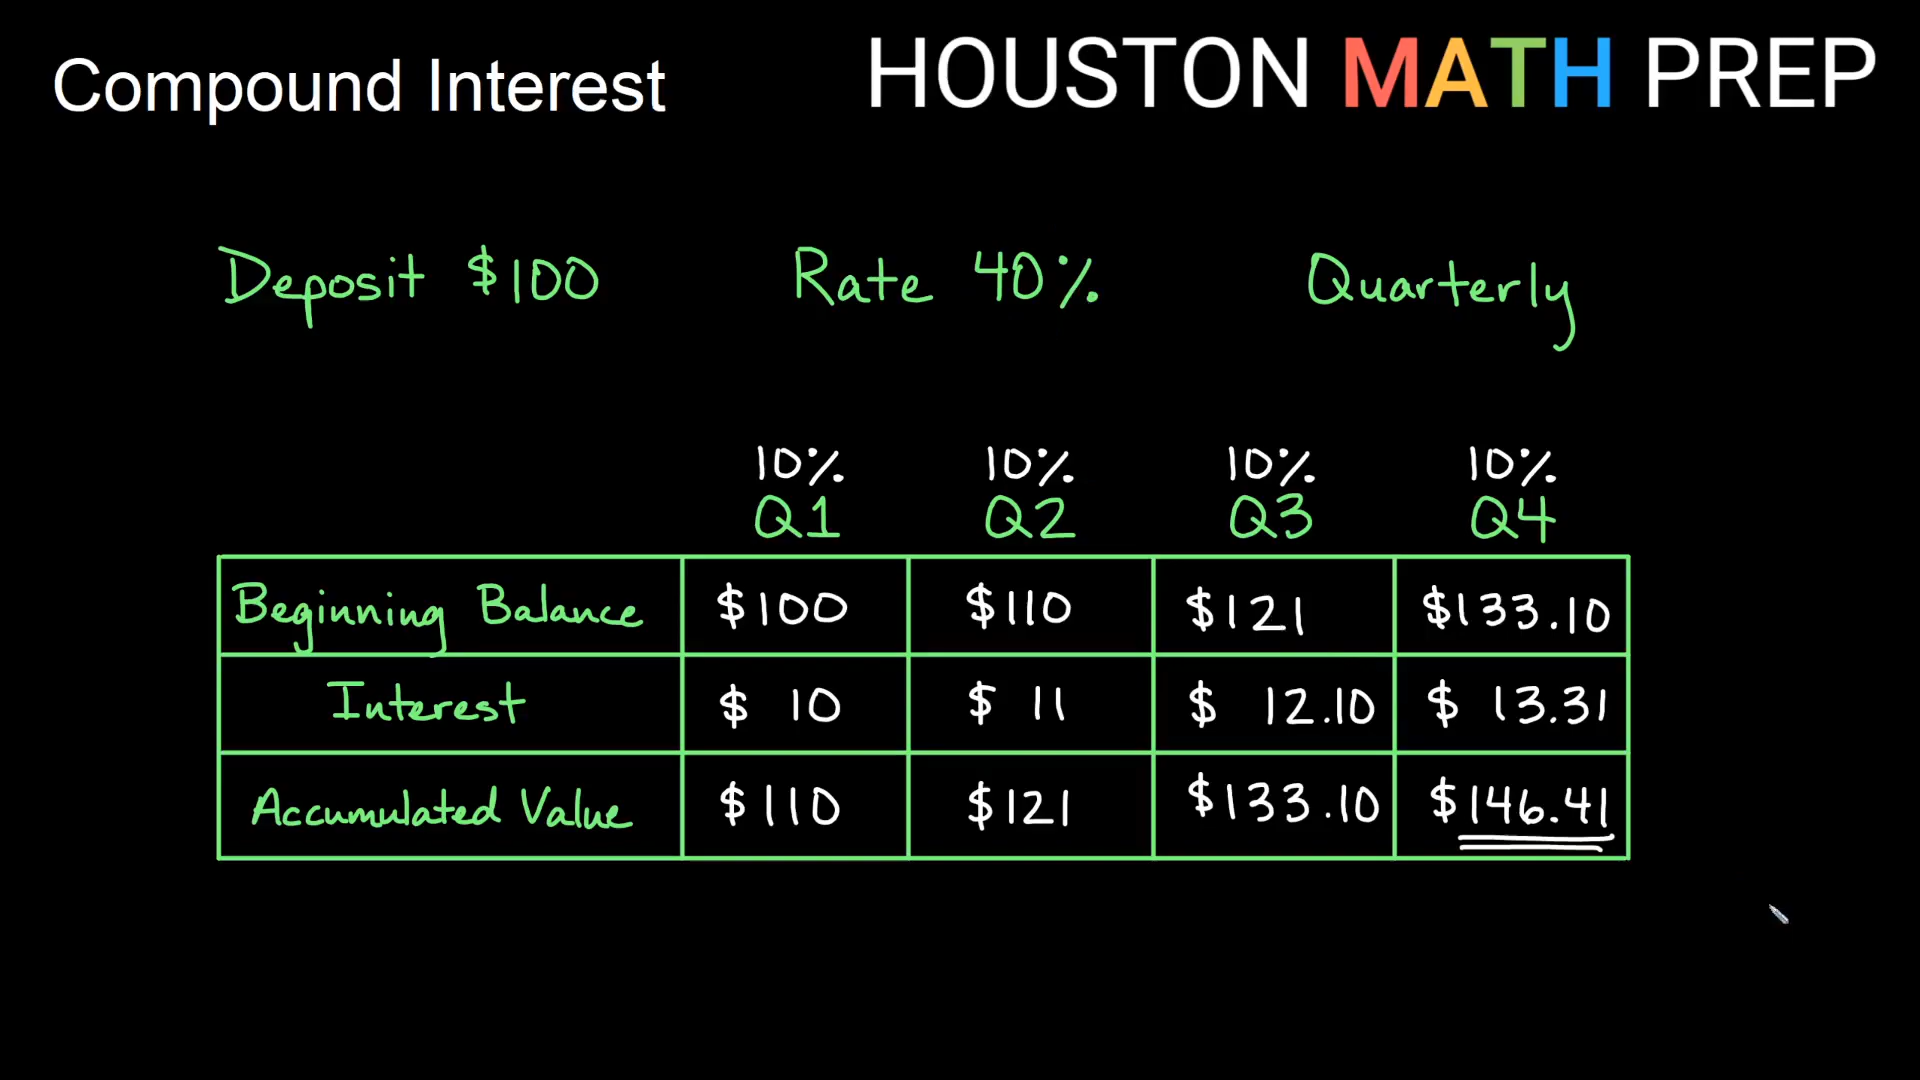 Compound Interest
HOUSTON MATH PREP
Deposit $100 Rate 40% Quarterly
10% 10% 10% 10%
Q1 Q2 Q3 Q4
Beginning Balance $100 $110 $121 $133.10
Interest $ 10 $ 11 $ 12.10 $ 13.31
Accumulated Value $110 $121 $133.10 $146.41